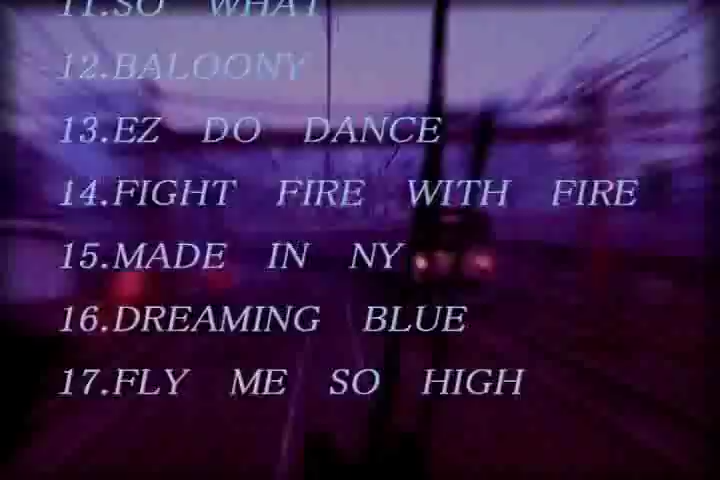 11.SO WHAT
12.BALOONY
13.EZ DO DANCE
14.FIGHT FIRE WITH FIRE
15.MADE IN NY
16.DREAMING BLUE
17.FLY ME SO HIGH